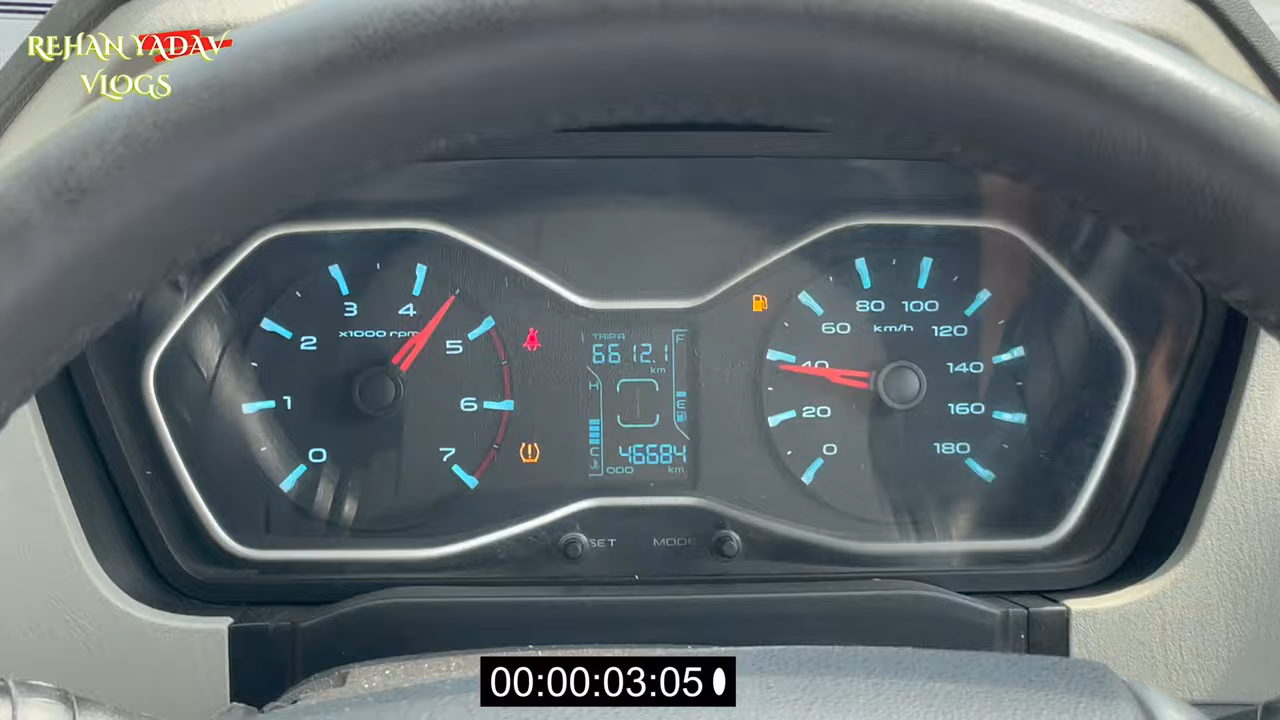 REHAN YADAV
VLOGS
0
1
2
3
4
5
6
7
x1000 rpm
TRIP A
6612.1
km
F
H
E
C
46684
ODO km
0
20
40
60
80
100
120
140
160
180
km/h
SET
MODE
00:00:03:05